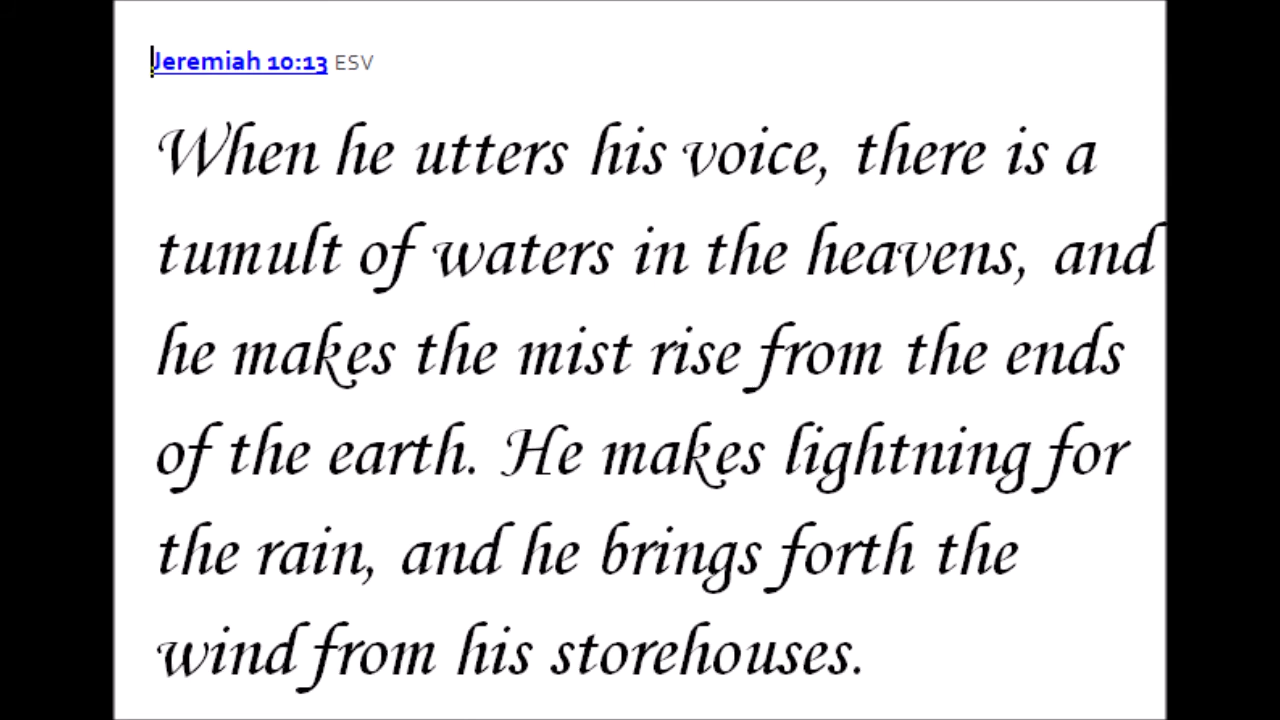 Jeremiah 10:13 ESV
When he utters his voice, there is a
tumult of waters in the heavens, and
he makes the mist rise from the ends
of the earth. He makes lightning for
the rain, and he brings forth the
wind from his storehouses.